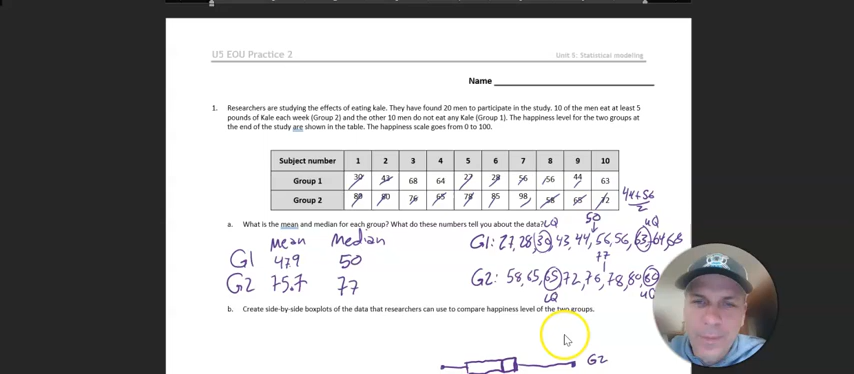 U5 EOU Practice 2
Unit 5: Statistical modeling
Name
1. Researchers are studying the effects of eating kale. They have found 20 men to participate in the study. 10 of the men eat at least 5
pounds of Kale each week (Group 2) and the other 10 men do not eat any Kale (Group 1). The happiness level for the two groups at
the end of the study are shown in the table. The happiness scale goes from 0 to 100.
Subject number 1 2 3 4 5 6 7 8 9 10
Group 1 30 43 68 64 27 28 56 56 44 63
Group 2 80 80 76 65 78 85 98 58 65 72
44+56
2
a. What is the mean and median for each group? What do these numbers tell you about the data?
LQ 50 UQ
Mean Median
G1: 27, 28, 30, 43, 44, 56, 56, 63, 64, 68
G1 47.9 50
77
G2 75.7 77
G2: 58, 65, 65, 72, 76, 78, 80, 80
LQ UQ
b. Create side-by-side boxplots of the data that researchers can use to compare happiness level of the two groups.
G2